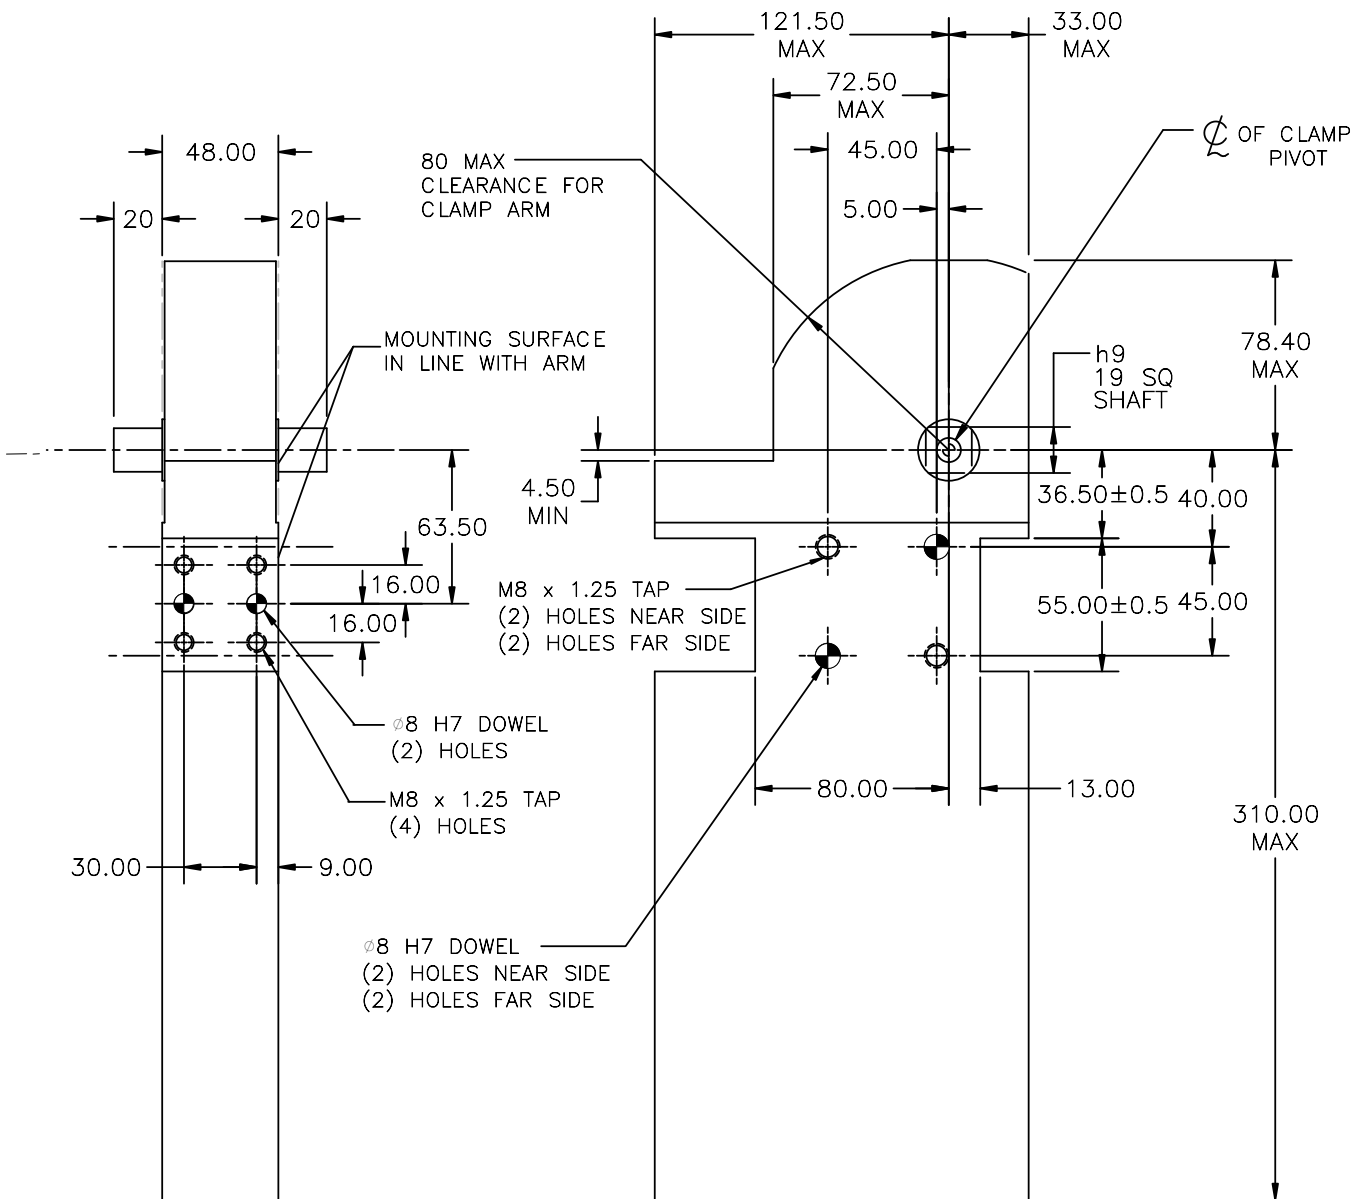 121.50
MAX
33.00
MAX
72.50
MAX
℄ OF CLAMP
PIVOT
48.00
80 MAX
CLEARANCE FOR
CLAMP ARM
45.00
20
20
5.00
MOUNTING SURFACE
IN LINE WITH ARM
78.40
MAX
h9
19 SQ
SHAFT
4.50
MIN
36.50±0.5
40.00
63.50
16.00
16.00
M8 x 1.25 TAP
(2) HOLES NEAR SIDE
(2) HOLES FAR SIDE
55.00±0.5
45.00
⌀8 H7 DOWEL
(2) HOLES
M8 x 1.25 TAP
(4) HOLES
80.00
13.00
310.00
MAX
30.00
9.00
⌀8 H7 DOWEL
(2) HOLES NEAR SIDE
(2) HOLES FAR SIDE